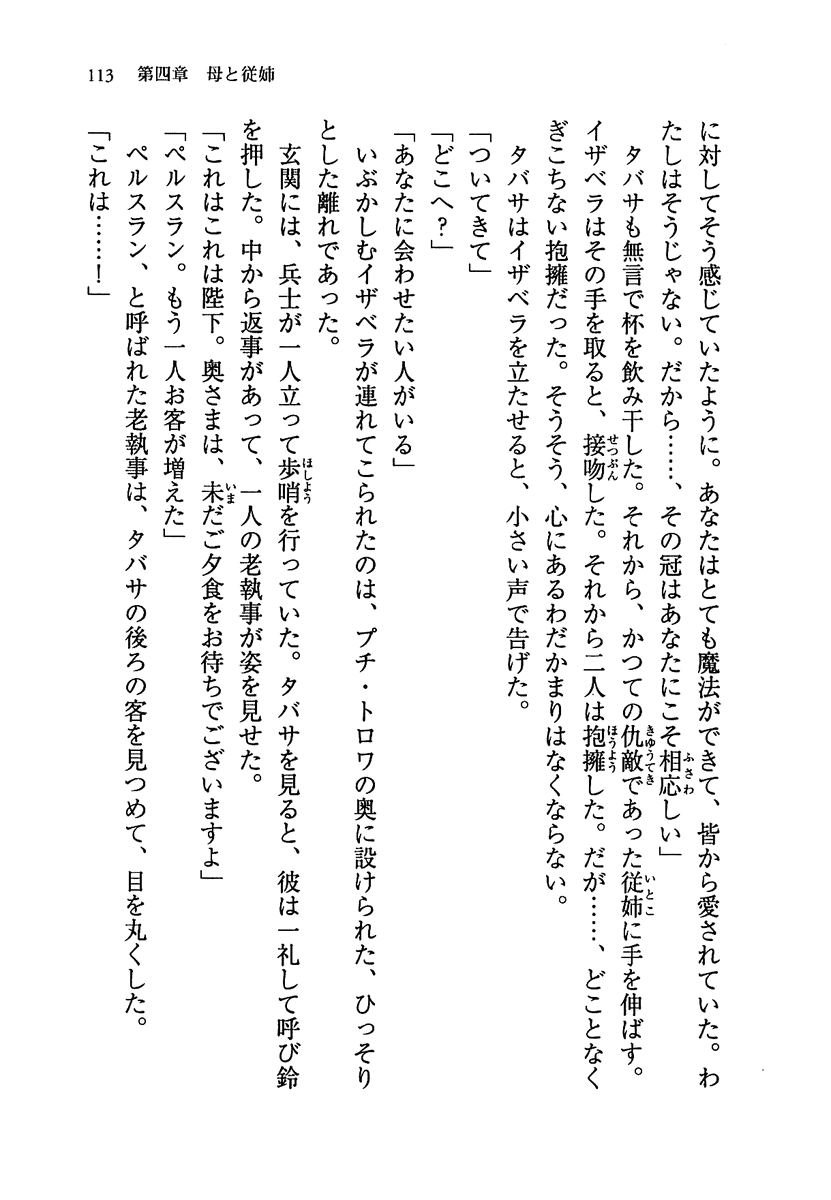 113　第四章　母と従姉
に対してそう感じていたように。あなたはとても魔法ができて、皆から愛されていた。わ
たしはそうじゃない。だから……、その冠はあなたにこそ相応しい」
　タバサも無言で杯を飲み干した。それから、かつての仇敵であった従姉に手を伸ばす。
イザベラはその手を取ると、接吻した。それから二人は抱擁した。だが……、どことなく
ぎこちない抱擁だった。そうそう、心にあるわだかまりはなくならない。
　タバサはイザベラを立たせると、小さい声で告げた。
「ついてきて」
「どこへ？」
「あなたに会わせたい人がいる」
　いぶかしむイザベラが連れてこられたのは、プチ・トロワの奥に設けられた、ひっそり
とした離れであった。
　玄関には、兵士が一人立って歩哨を行っていた。タバサを見ると、彼は一礼して呼び鈴
を押した。中から返事があって、一人の老執事が姿を見せた。
「これはこれは陛下。奥さまは、未だご夕食をお待ちでございますよ」
「ペルスラン。もう一人お客が増えた」
　ペルスラン、と呼ばれた老執事は、タバサの後ろの客を見つめて、目を丸くした。
「これは……！」